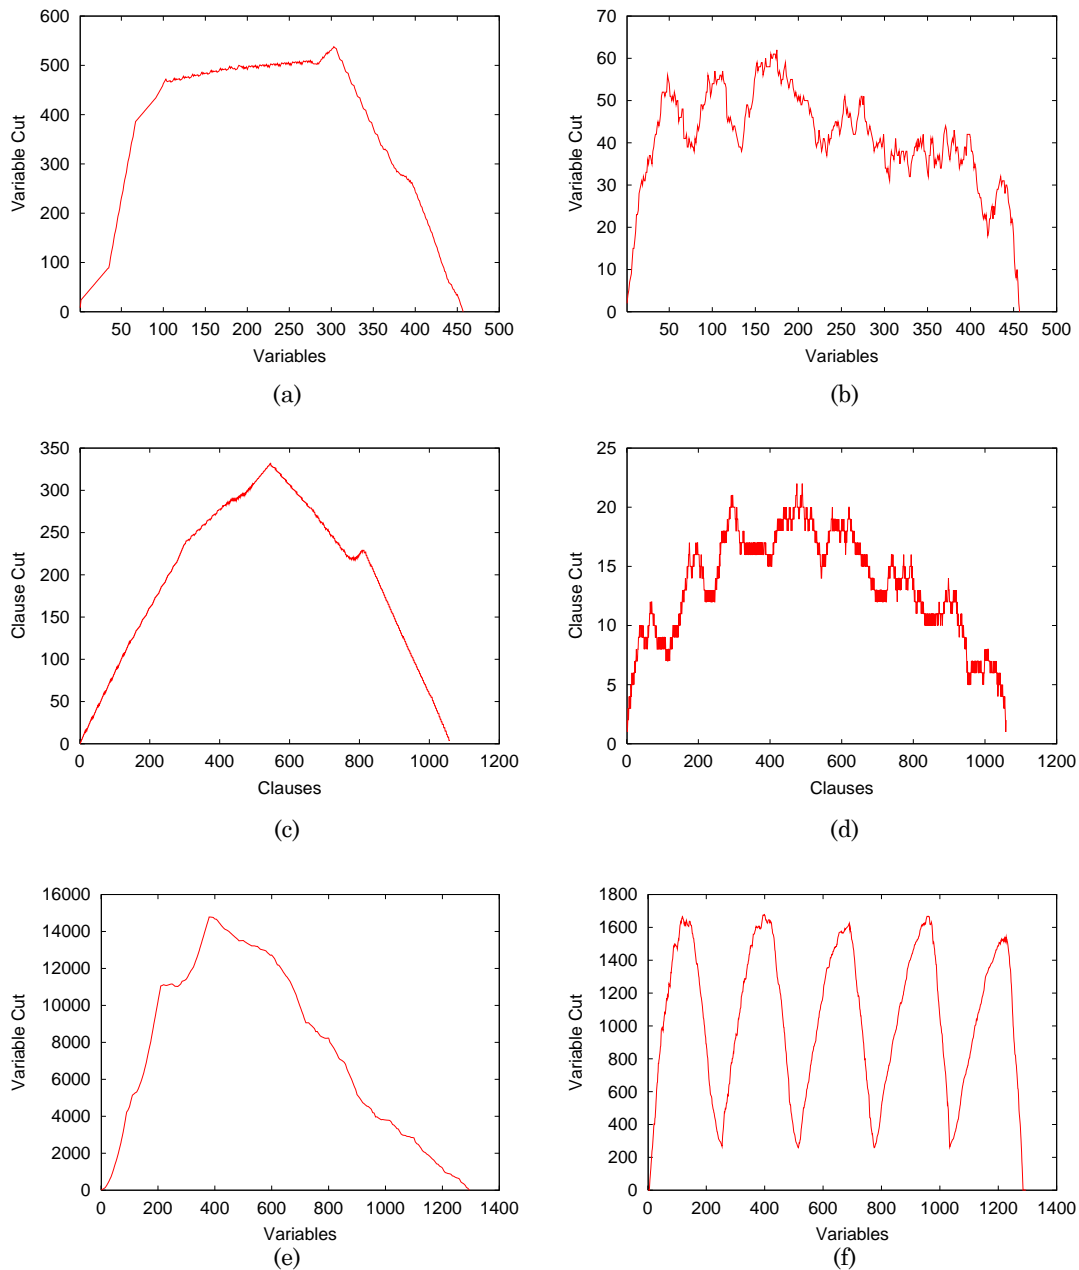 600
500
400
300
200
100
0
Variable Cut
50 100 150 200 250 300 350 400 450 500
Variables
(a)
70
60
50
40
30
20
10
0
Variable Cut
50 100 150 200 250 300 350 400 450 500
Variables
(b)
350
300
250
200
150
100
50
0
Clause Cut
0 200 400 600 800 1000 1200
Clauses
(c)
25
20
15
10
5
0
Clause Cut
0 200 400 600 800 1000 1200
Clauses
(d)
16000
14000
12000
10000
8000
6000
4000
2000
0
Variable Cut
0 200 400 600 800 1000 1200 1400
Variables
(e)
1800
1600
1400
1200
1000
800
600
400
200
0
Variable Cut
0 200 400 600 800 1000 1200 1400
Variables
(f)